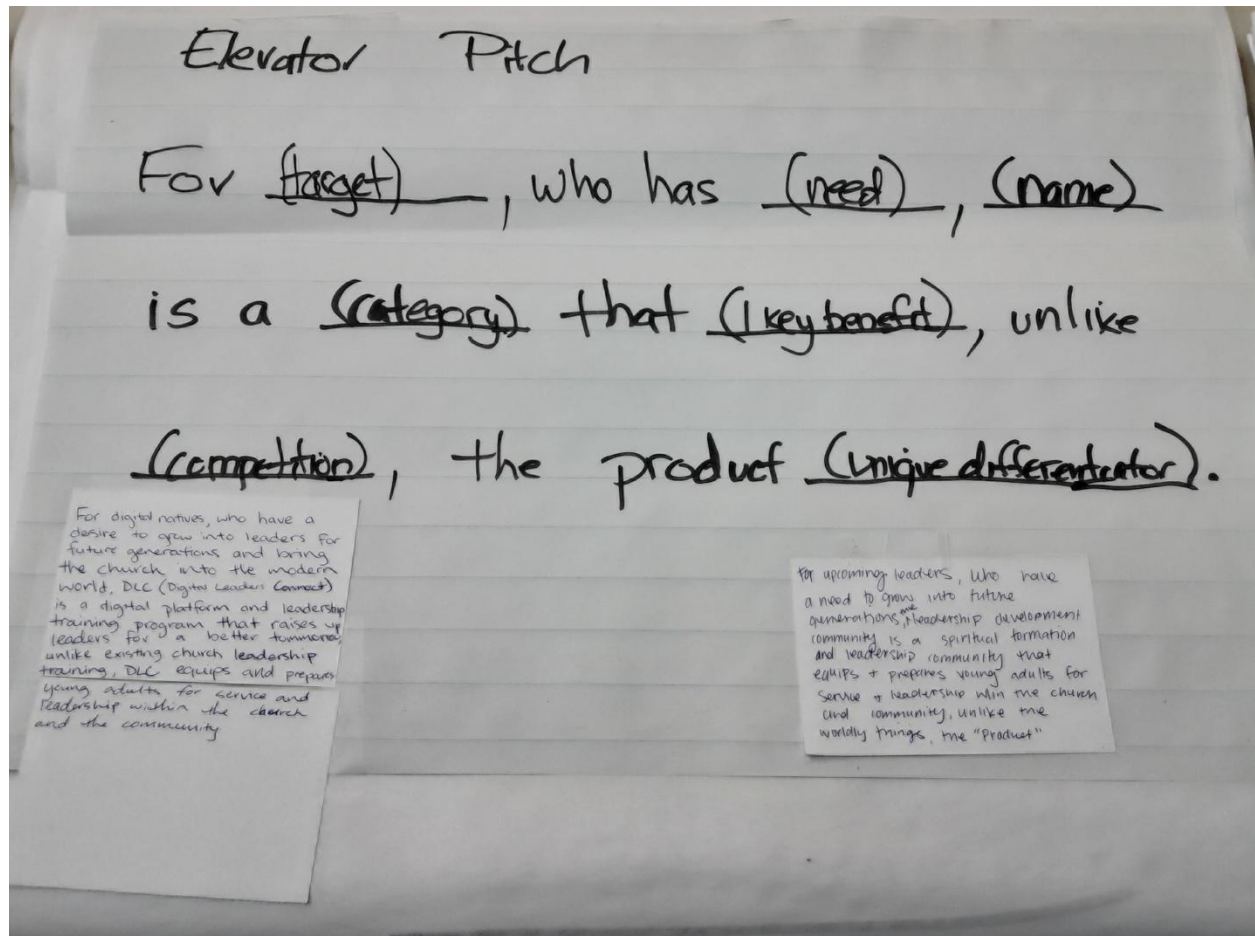 Elevator Pitch
For (target), who has (need), (name)
is a (category) that (1 key benefit), unlike
(competition), the product (unique differentiator).
For digital natives, who have a
desire to grow into leaders for
future generations and bring
the church into the modern
world, DLC (Digital Leaders Connect)
is a digital platform and leadership
training program that raises up
leaders for a better tommorow,
unlike existing church leadership
training, DLC equips and prepares
young adults for service and
leadership within the church
and the community
For upcoming leaders, who have
a need to grow into future
generations, the leadership development
community is a spiritual formation
and leadership community that
equips + prepares young adults for
service + leadership w/in the church
and community, unlike the
worldly things, the "Product"